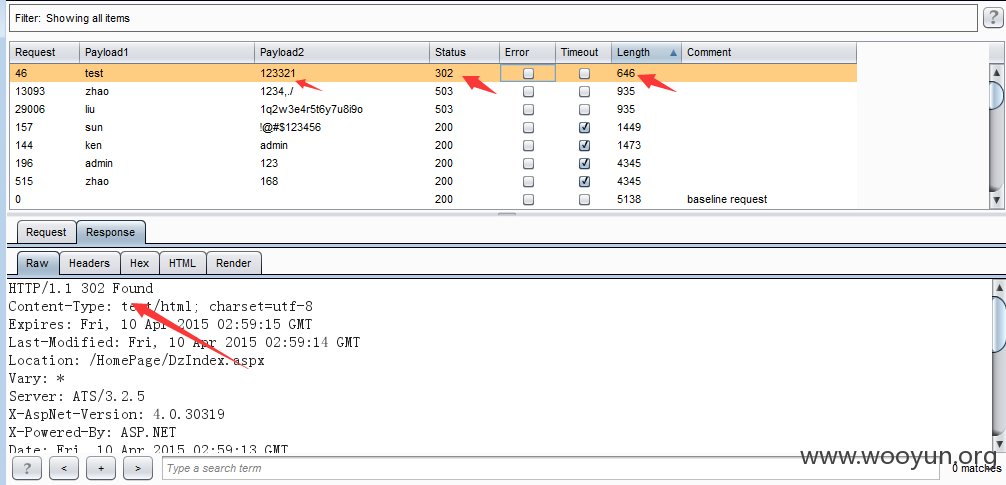 Filter: Showing all items
?
Request Payload1 Payload2 Status Error Timeout Length Comment
46 test 123321 302 646
13093 zhao 1234,./ 503 935
29006 liu 1q2w3e4r5t6y7u8i9o 503 935
157 sun !@#$123456 200 1449
144 ken admin 200 1473
196 admin 123 200 4345
515 zhao 168 200 4345
0 200 5138 baseline request
Request Response
Raw Headers Hex HTML Render
HTTP/1.1 302 Found
Content-Type: text/html; charset=utf-8
Expires: Fri, 10 Apr 2015 02:59:15 GMT
Last-Modified: Fri, 10 Apr 2015 02:59:14 GMT
Location: /HomePage/DzIndex.aspx
Vary: *
Server: ATS/3.2.5
X-AspNet-Version: 4.0.30319
X-Powered-By: ASP.NET
Date: Fri, 10 Apr 2015 02:59:13 GMT
? < + > Type a search term 0 matches
www.wooyun.org